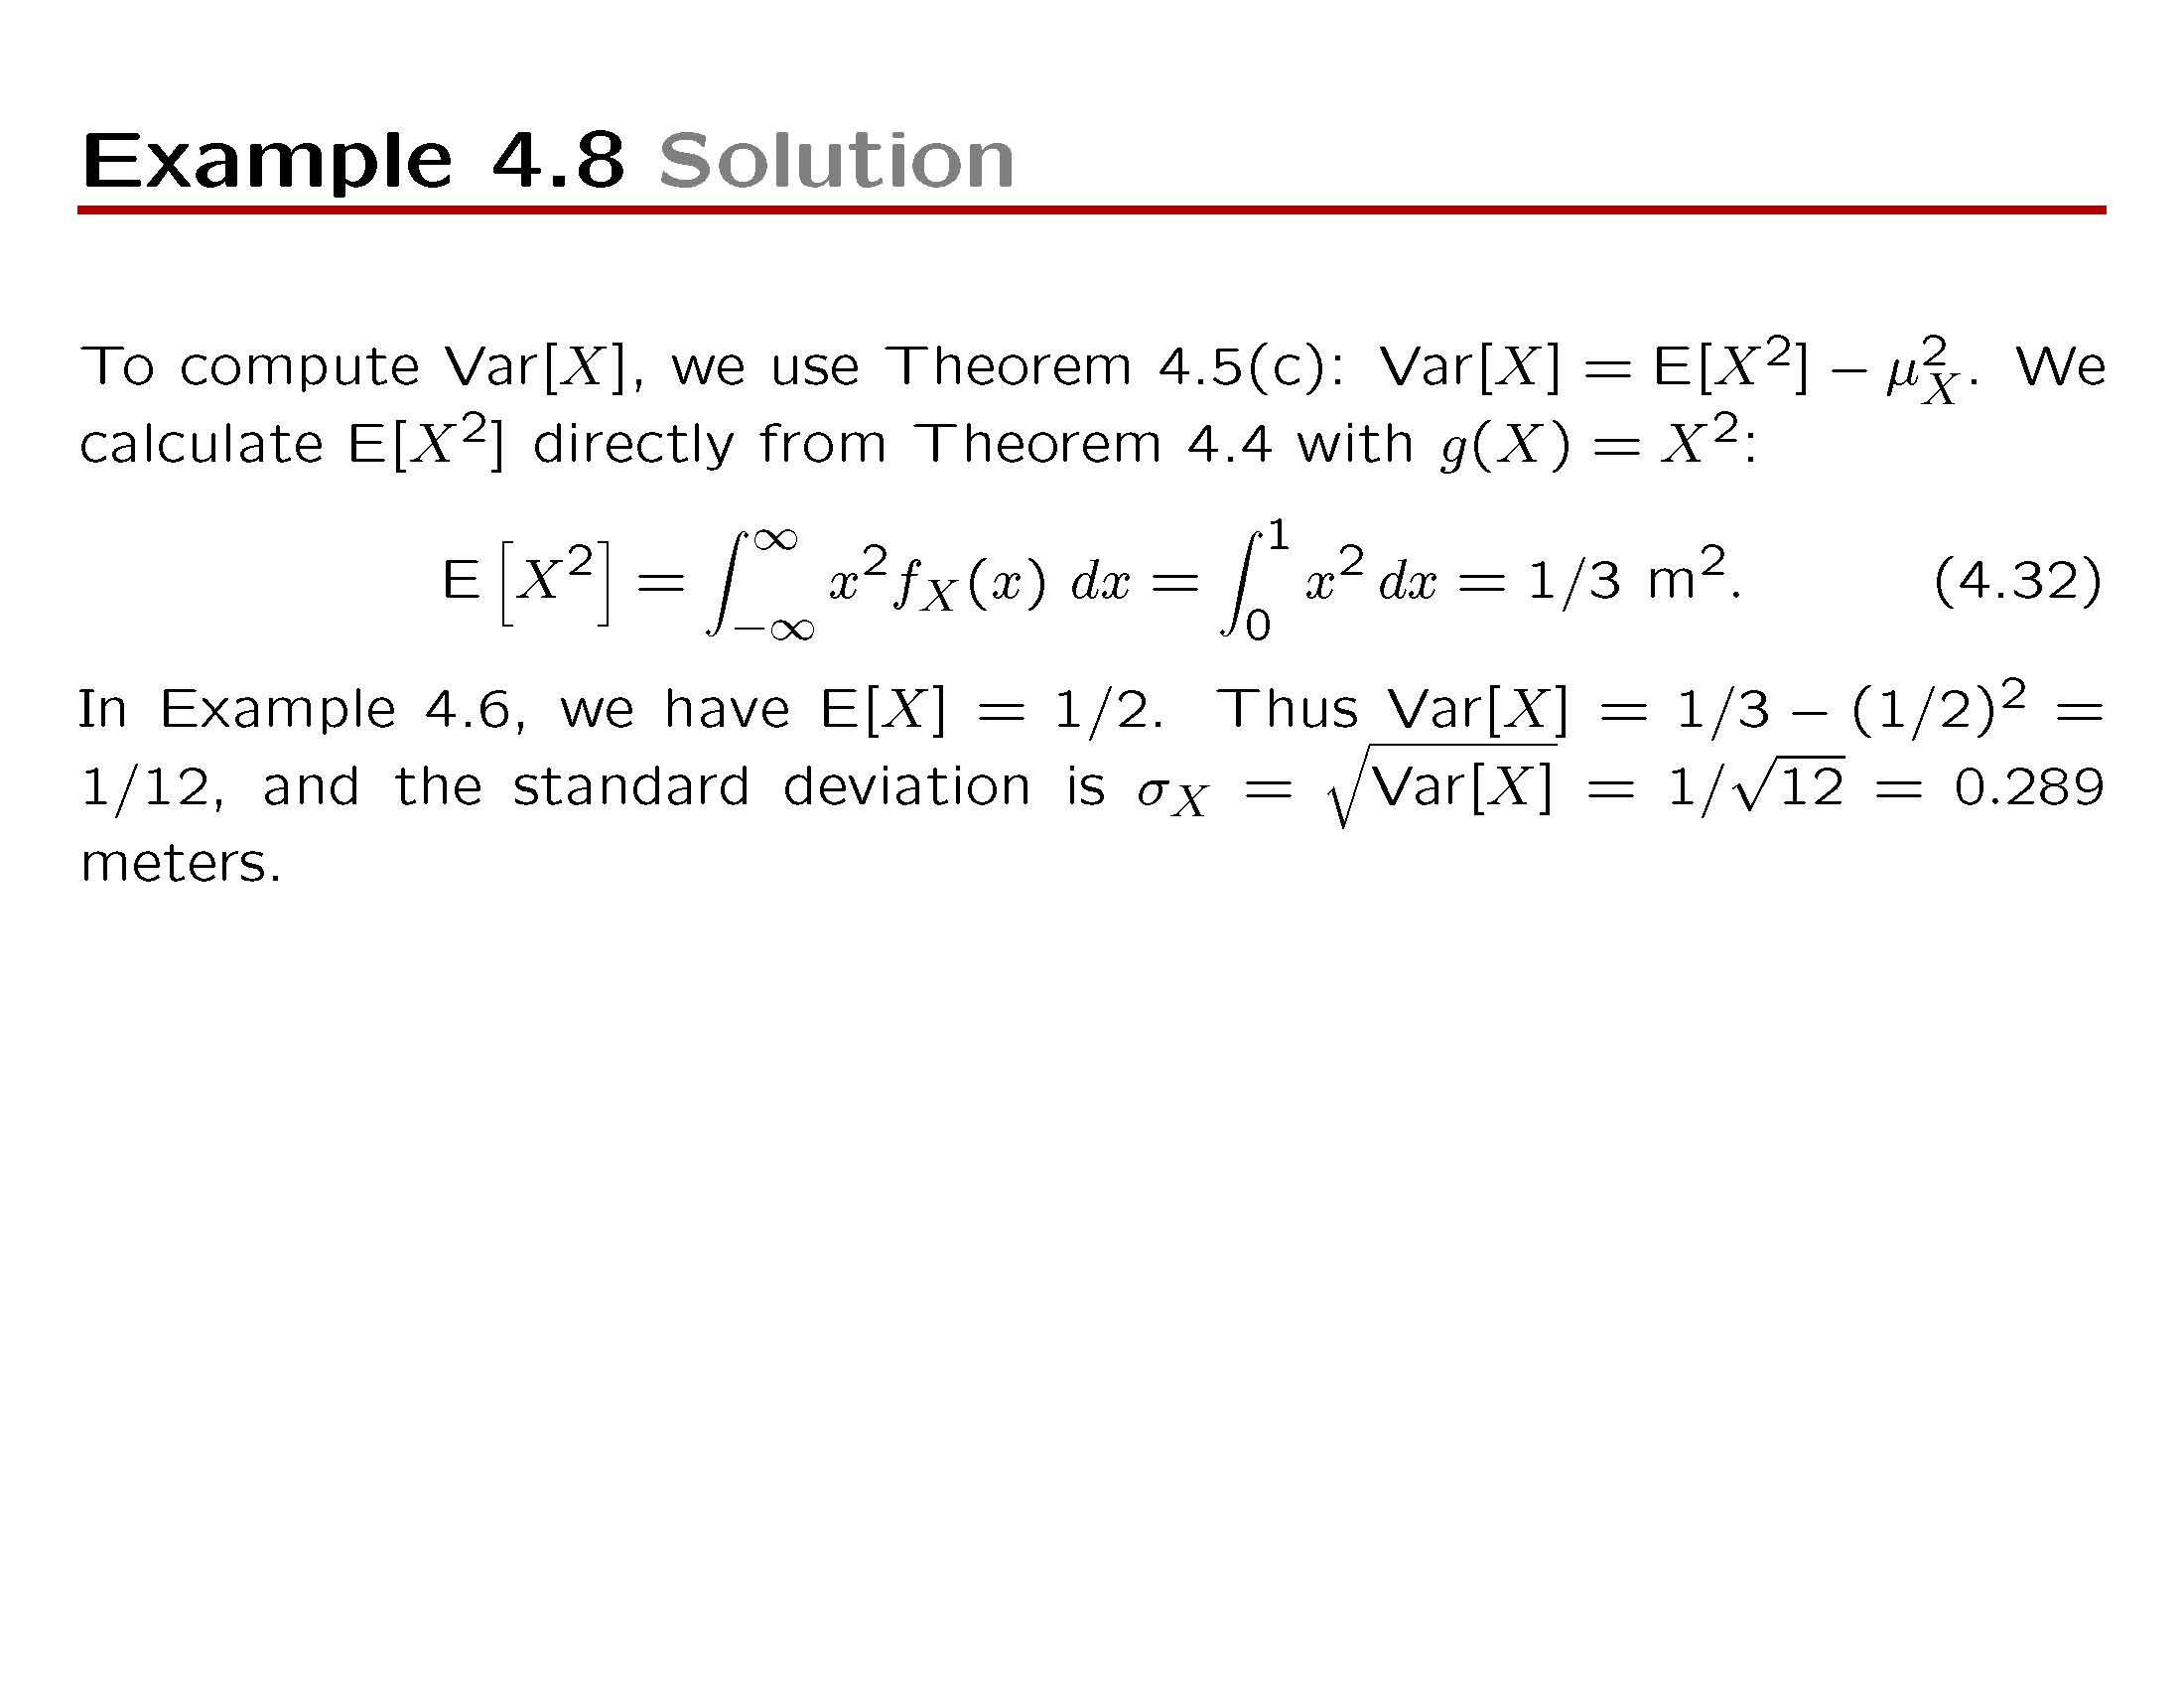 Example 4.8 Solution
To compute Var[X], we use Theorem 4.5(c): Var[X] = E[X²] − μ_X². We
calculate E[X²] directly from Theorem 4.4 with g(X) = X²:
E[X²] = ∫_{−∞}^{∞} x² f_X(x) dx = ∫_0^1 x² dx = 1/3 m². (4.32)
In Example 4.6, we have E[X] = 1/2. Thus Var[X] = 1/3 − (1/2)² =
1/12, and the standard deviation is σ_X = √Var[X] = 1/√12 = 0.289
meters.